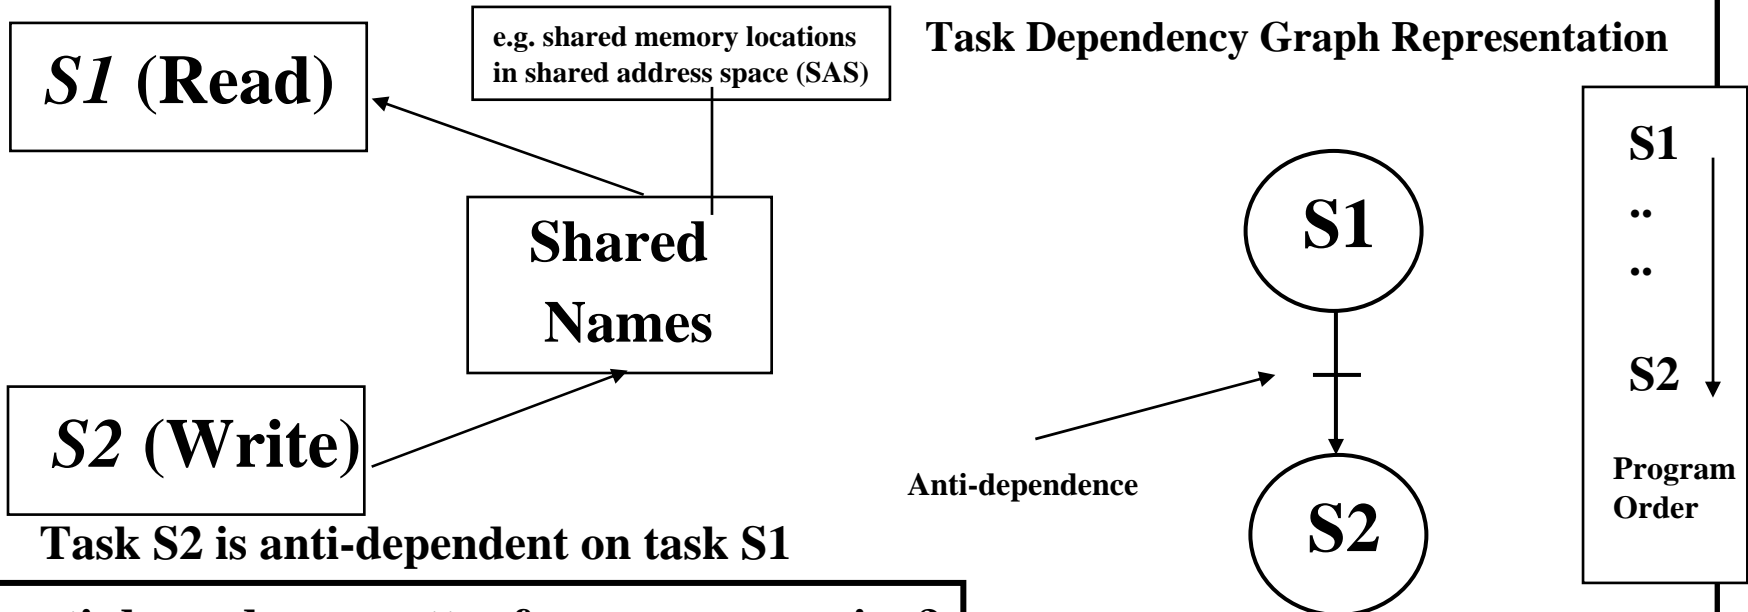 S1 (Read)
e.g. shared memory locations
in shared address space (SAS)
Task Dependency Graph Representation
Shared
Names
S2 (Write)
Task S2 is anti-dependent on task S1
S1
Anti-dependence
S2
S1
..
..
S2
Program
Order